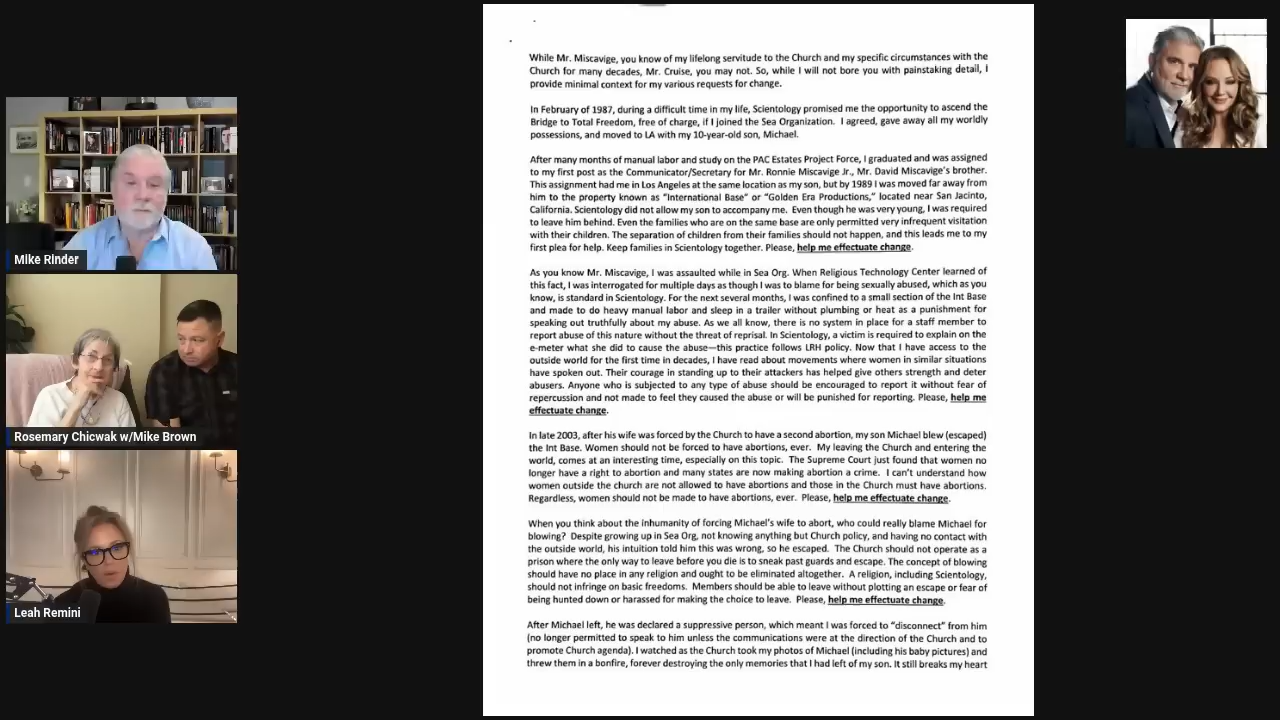 Mike Rinder
Rosemary Chicwak w/Mike Brown
Leah Remini
While Mr. Miscavige, you know of my lifelong servitude to the Church and my specific circumstances with the
Church for many decades, Mr. Cruise, you may not. So, while I will not bore you with painstaking detail, I
provide minimal context for my various requests for change.
In February of 1987, during a difficult time in my life, Scientology promised me the opportunity to ascend the
Bridge to Total Freedom, free of charge, if I joined the Sea Organization. I agreed, gave away all my worldly
possessions, and moved to LA with my 10-year-old son, Michael.
After many months of manual labor and study on the PAC Estates Project Force, I graduated and was assigned
to my first post as the Communicator/Secretary for Mr. Ronnie Miscavige Jr., Mr. David Miscavige's brother.
This assignment had me in Los Angeles at the same location as my son, but by 1989 I was moved far away from
him to the property known as "International Base" or "Golden Era Productions," located near San Jacinto,
California. Scientology did not allow my son to accompany me. Even though he was very young, I was required
to leave him behind. Even the families who are on the same base are only permitted very infrequent visitation
with their children. The separation of children from their families should not happen, and this leads me to my
first plea for help. Keep families in Scientology together. Please, help me effectuate change.
As you know Mr. Miscavige, I was assaulted while in Sea Org. When Religious Technology Center learned of
this fact, I was interrogated for multiple days as though I was to blame for being sexually abused, which as you
know, is standard in Scientology. For the next several months, I was confined to a small section of the Int Base
and made to do heavy manual labor and sleep in a trailer without plumbing or heat as a punishment for
speaking out truthfully about my abuse. As we all know, there is no system in place for a staff member to
report abuse of this nature without the threat of reprisal. In Scientology, a victim is required to explain on the
e-meter what she did to cause the abuse—this practice follows LRH policy. Now that I have access to the
outside world for the first time in decades, I have read about movements where women in similar situations
have spoken out. Their courage in standing up to their attackers has helped give others strength and deter
abusers. Anyone who is subjected to any type of abuse should be encouraged to report it without fear of
repercussion and not made to feel they caused the abuse or will be punished for reporting. Please, help me
effectuate change.
In late 2003, after his wife was forced by the Church to have a second abortion, my son Michael blew (escaped)
the Int Base. Women should not be forced to have abortions, ever. My leaving the Church and entering the
world, comes at an interesting time, especially on this topic. The Supreme Court just found that women no
longer have a right to abortion and many states are now making abortion a crime. I can't understand how
women outside the church are not allowed to have abortions and those in the Church must have abortions.
Regardless, women should not be made to have abortions, ever. Please, help me effectuate change.
When you think about the inhumanity of forcing Michael's wife to abort, who could really blame Michael for
blowing? Despite growing up in Sea Org, not knowing anything but Church policy, and having no contact with
the outside world, his intuition told him this was wrong, so he escaped. The Church should not operate as a
prison where the only way to leave before you die is to sneak past guards and escape. The concept of blowing
should have no place in any religion and ought to be eliminated altogether. A religion, including Scientology,
should not infringe on basic freedoms. Members should be able to leave without plotting an escape or fear of
being hunted down or harassed for making the choice to leave. Please, help me effectuate change.
After Michael left, he was declared a suppressive person, which meant I was forced to "disconnect" from him
(no longer permitted to speak to him unless the communications were at the direction of the Church and to
promote Church agenda). I watched as the Church took my photos of Michael (including his baby pictures) and
threw them in a bonfire, forever destroying the only memories that I had left of my son. It still breaks my heart